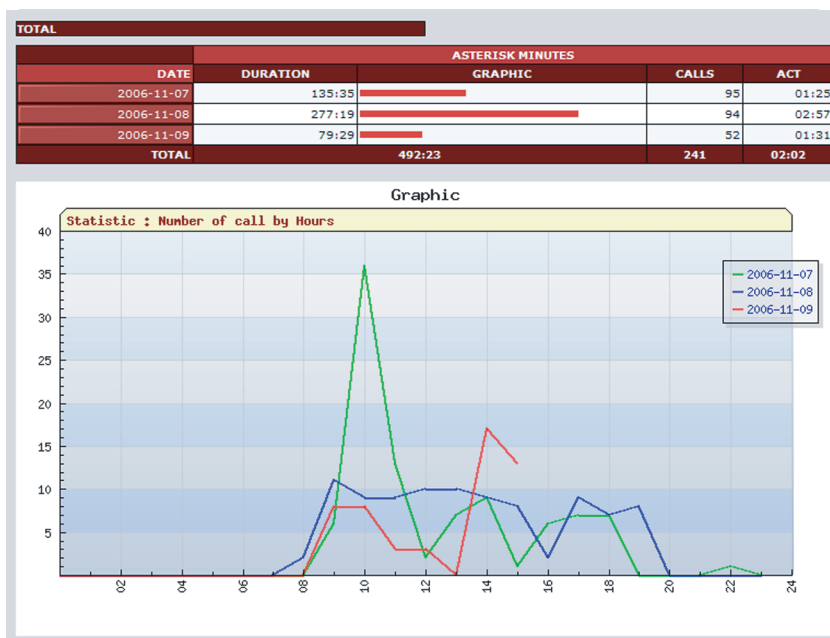 TOTAL
ASTERISK MINUTES
DATE DURATION GRAPHIC CALLS ACT
2006-11-07 135:35 95 01:25
2006-11-08 277:19 94 02:57
2006-11-09 79:29 52 01:31
TOTAL 492:23 241 02:02
Graphic
Statistic : Number of call by Hours
40
35
30
25
20
15
10
5
2006-11-07
2006-11-08
2006-11-09
02 04 06 08 10 12 14 16 18 20 22 24